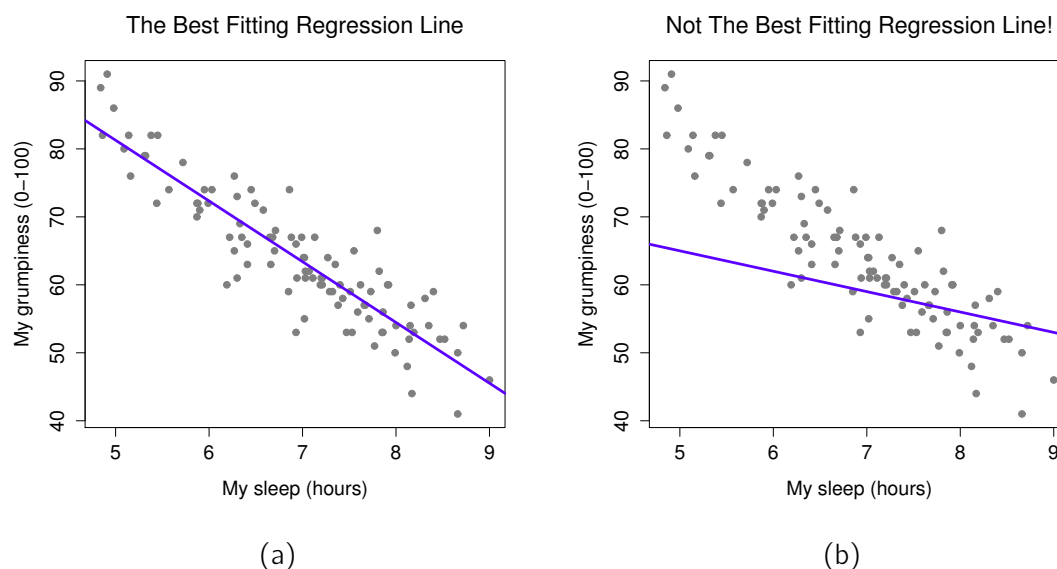 The Best Fitting Regression Line
90
80
70
60
50
40
My grumpiness (0−100)
5 6 7 8 9
My sleep (hours)
(a)
Not The Best Fitting Regression Line!
90
80
70
60
50
40
My grumpiness (0−100)
5 6 7 8 9
My sleep (hours)
(b)